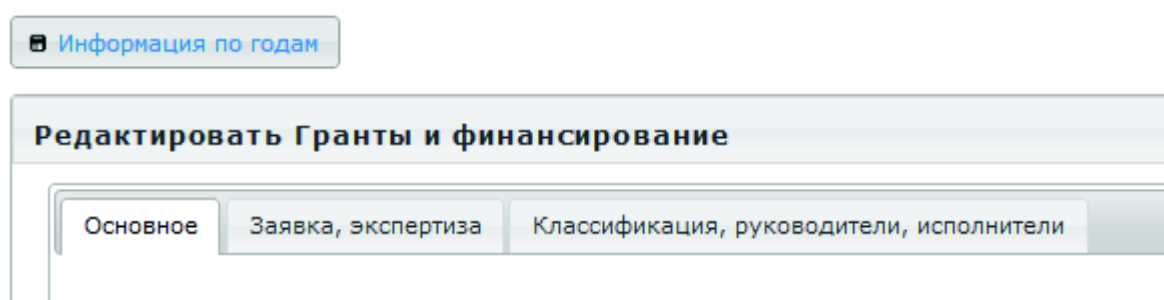 Информация по годам
Редактировать Гранты и финансирование
Основное Заявка, экспертиза Классификация, руководители, исполнители